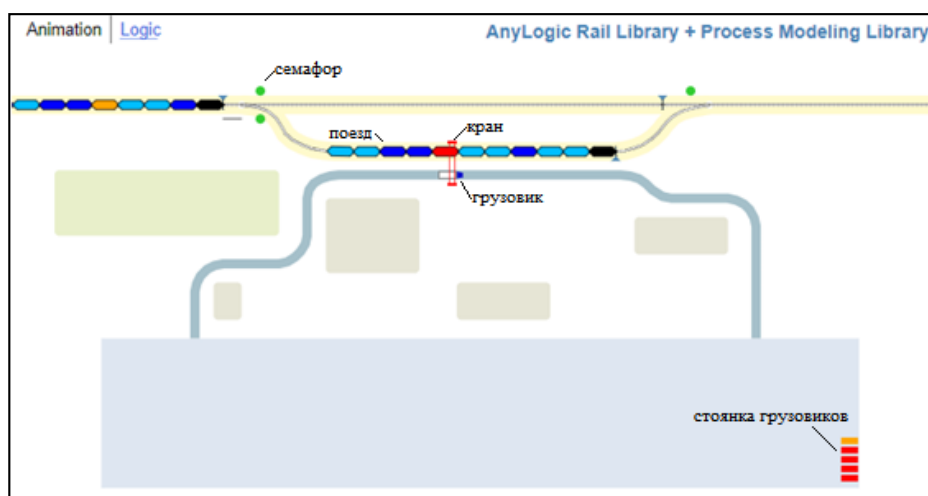 Animation | Logic
AnyLogic Rail Library + Process Modeling Library
семафор
поезд
кран
грузовик
стоянка грузовиков